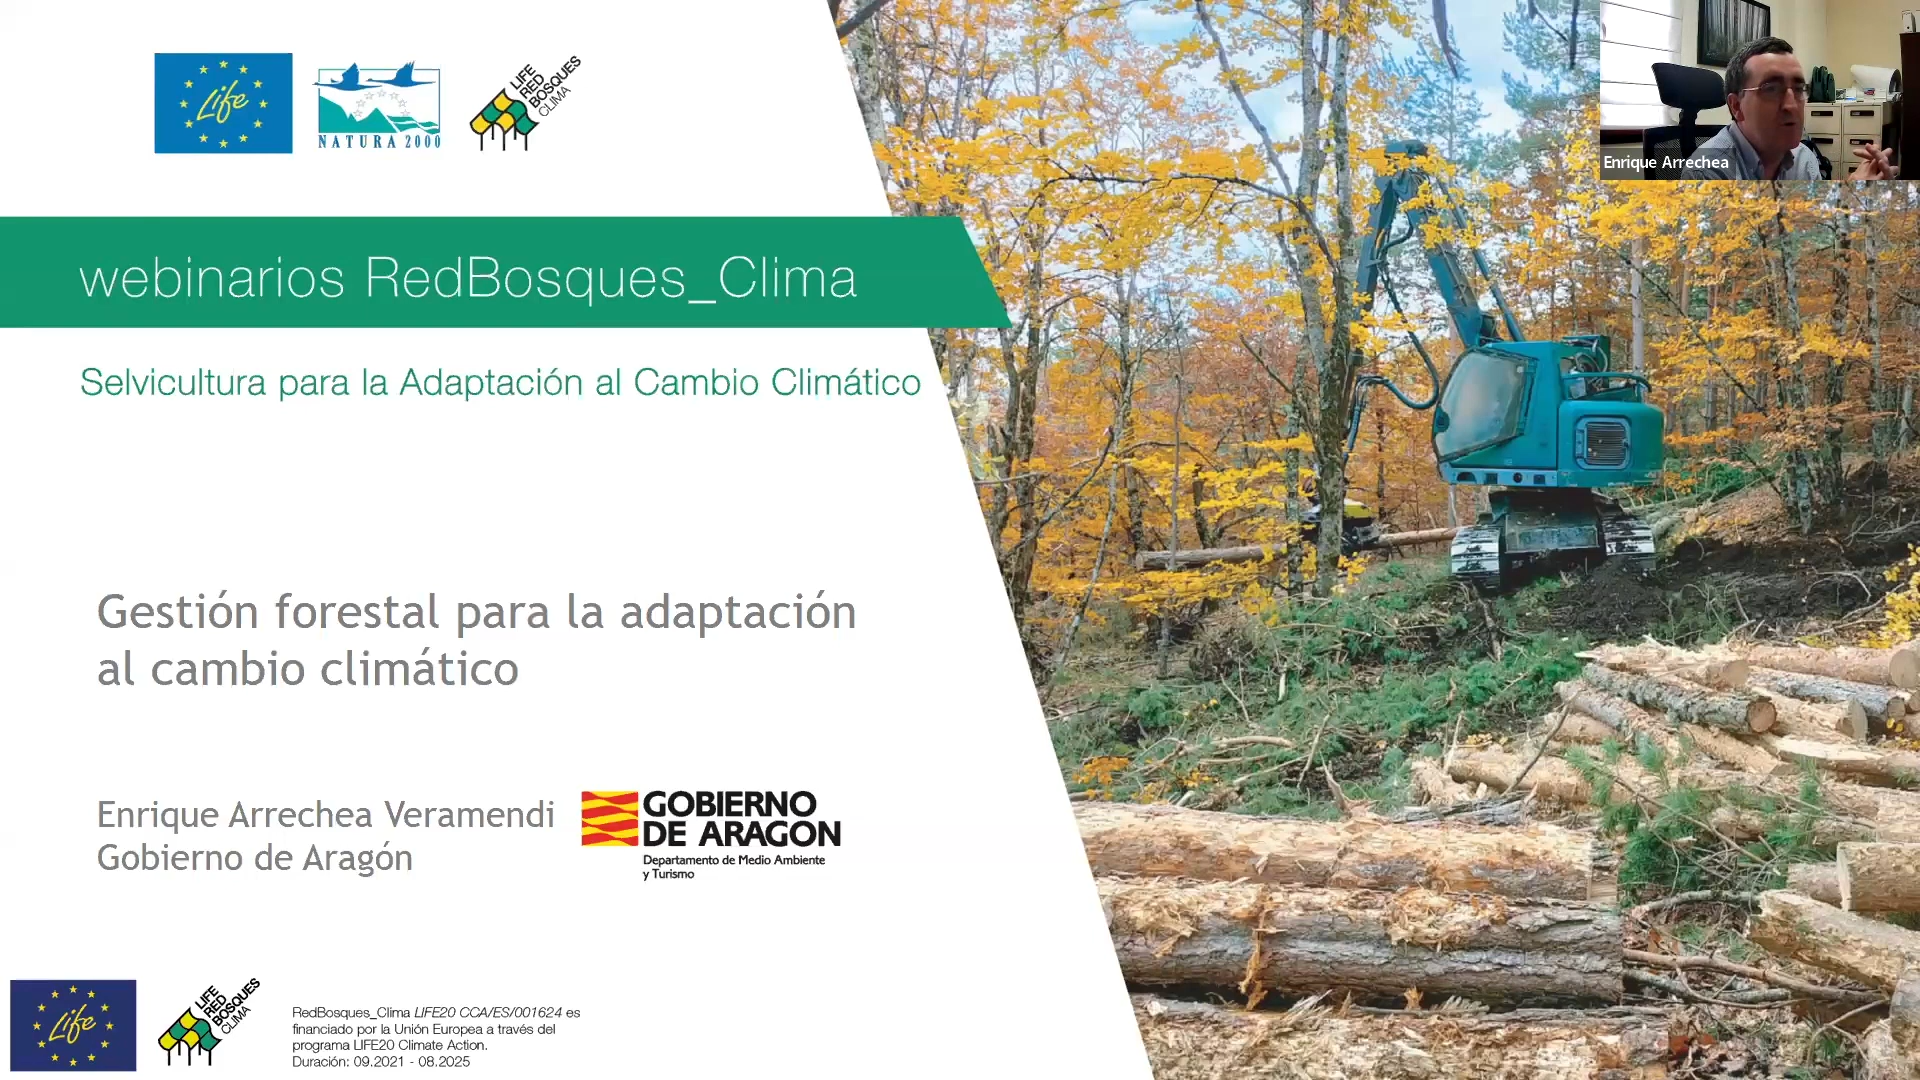 Life
NATURA 2000
LIFE
RED
BOSQUES
CLIMA
Enrique Arrechea
webinarios RedBosques_Clima
Selvicultura para la Adaptación al Cambio Climático
Gestión forestal para la adaptación
al cambio climático
Enrique Arrechea Veramendi
Gobierno de Aragón
GOBIERNO
DE ARAGON
Departamento de Medio Ambiente
y Turismo
Life
LIFE
RED
BOSQUES
CLIMA
RedBosques_Clima LIFE20 CCA/ES/001624 es
financiado por la Unión Europea a través del
programa LIFE20 Climate Action.
Duración: 09.2021 - 08.2025